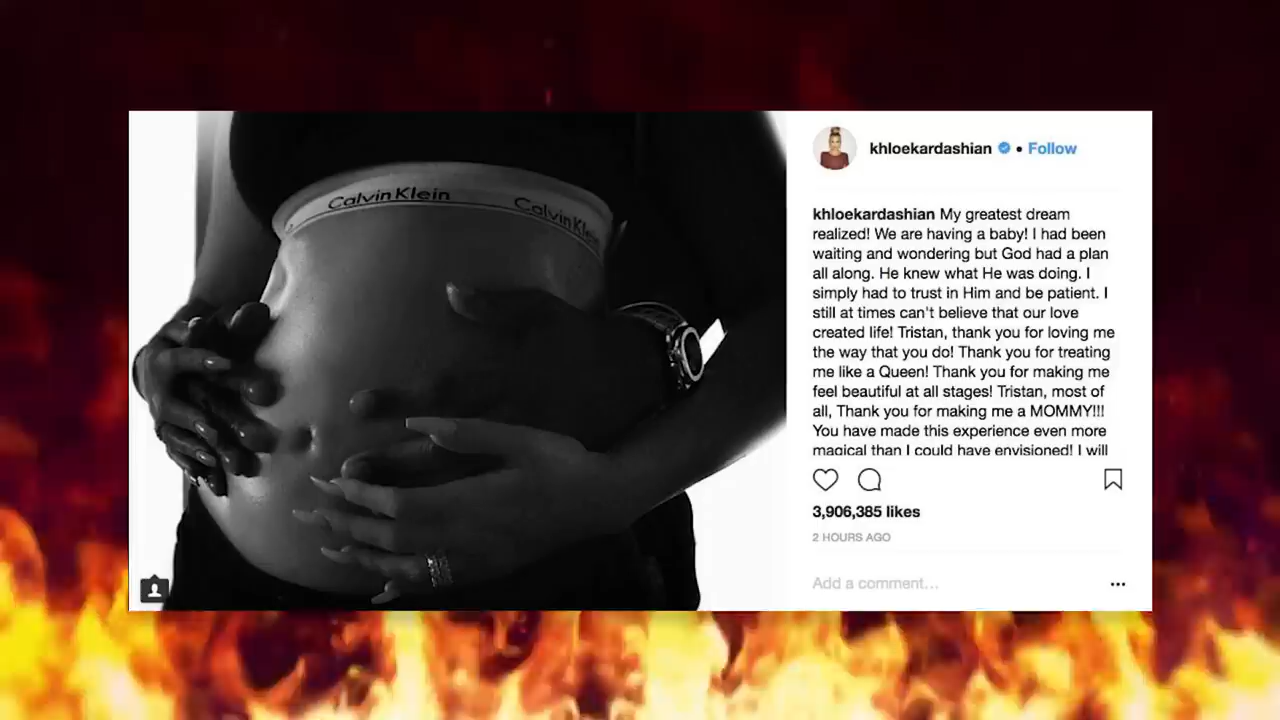 CalvinKlein
CalvinKlein
khloekardashian • Follow
khloekardashian My greatest dream
realized! We are having a baby! I had been
waiting and wondering but God had a plan
all along. He knew what He was doing. I
simply had to trust in Him and be patient. I
still at times can't believe that our love
created life! Tristan, thank you for loving me
the way that you do! Thank you for treating
me like a Queen! Thank you for making me
feel beautiful at all stages! Tristan, most of
all, Thank you for making me a MOMMY!!!
You have made this experience even more
magical than I could have envisioned! I will
3,906,385 likes
2 HOURS AGO
Add a comment...